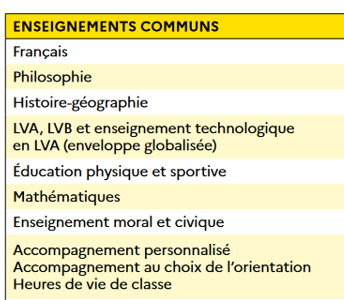 ENSEIGNEMENTS COMMUNS
Français
Philosophie
Histoire-géographie
LVA, LVB et enseignement technologique
en LVA (enveloppe globalisée)
Éducation physique et sportive
Mathématiques
Enseignement moral et civique
Accompagnement personnalisé
Accompagnement au choix de l'orientation
Heures de vie de classe